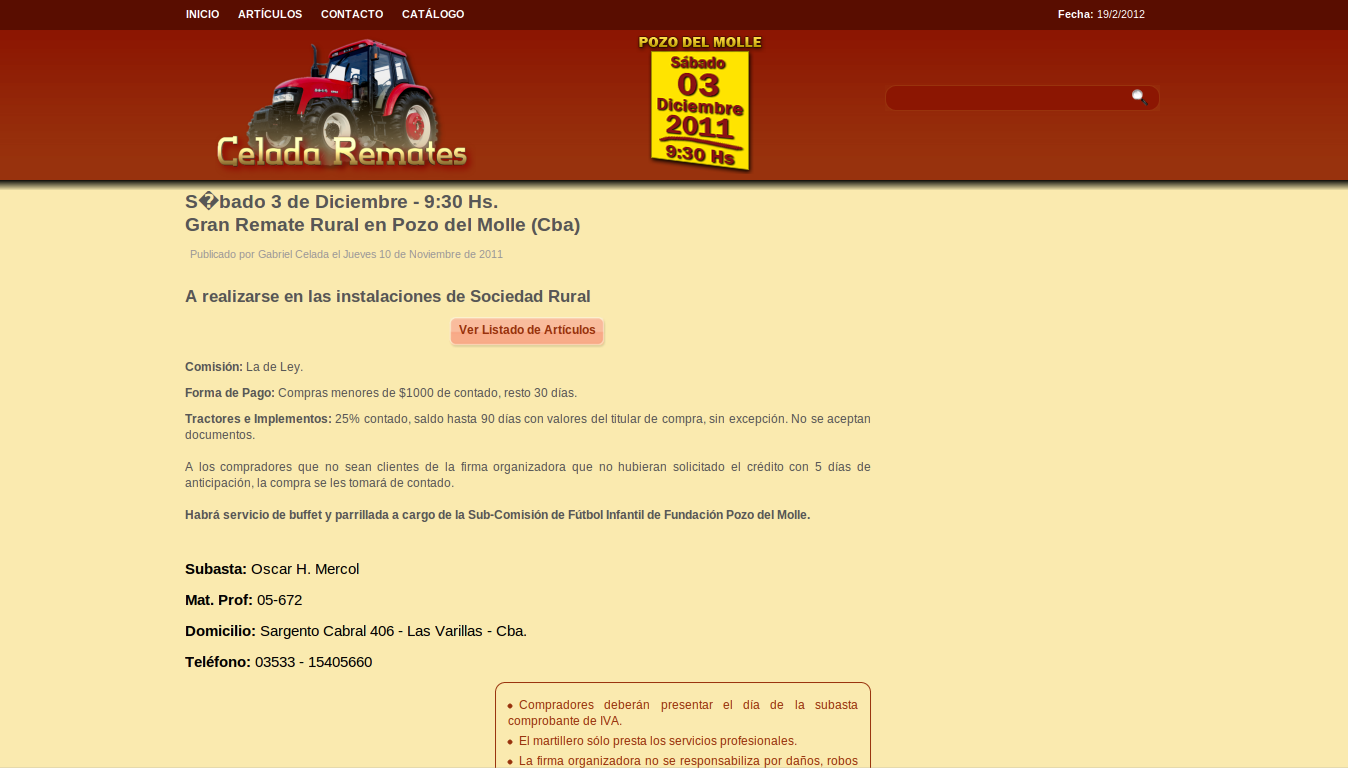 INICIO ARTÍCULOS CONTACTO CATÁLOGO Fecha: 19/2/2012
Celada Remates
POZO DEL MOLLE
Sábado
03
Diciembre
2011
9:30 Hs
S�bado 3 de Diciembre - 9:30 Hs.
Gran Remate Rural en Pozo del Molle (Cba)
Publicado por Gabriel Celada el Jueves 10 de Noviembre de 2011
A realizarse en las instalaciones de Sociedad Rural
Ver Listado de Artículos
Comisión: La de Ley.
Forma de Pago: Compras menores de $1000 de contado, resto 30 días.
Tractores e Implementos: 25% contado, saldo hasta 90 días con valores del titular de compra, sin excepción. No se aceptan
documentos.
A los compradores que no sean clientes de la firma organizadora que no hubieran solicitado el crédito con 5 días de
anticipación, la compra se les tomará de contado.
Habrá servicio de buffet y parrillada a cargo de la Sub-Comisión de Fútbol Infantil de Fundación Pozo del Molle.
Subasta: Oscar H. Mercol
Mat. Prof: 05-672
Domicilio: Sargento Cabral 406 - Las Varillas - Cba.
Teléfono: 03533 - 15405660
Compradores deberán presentar el día de la subasta
comprobante de IVA.
El martillero sólo presta los servicios profesionales.
La firma organizadora no se responsabiliza por daños, robos